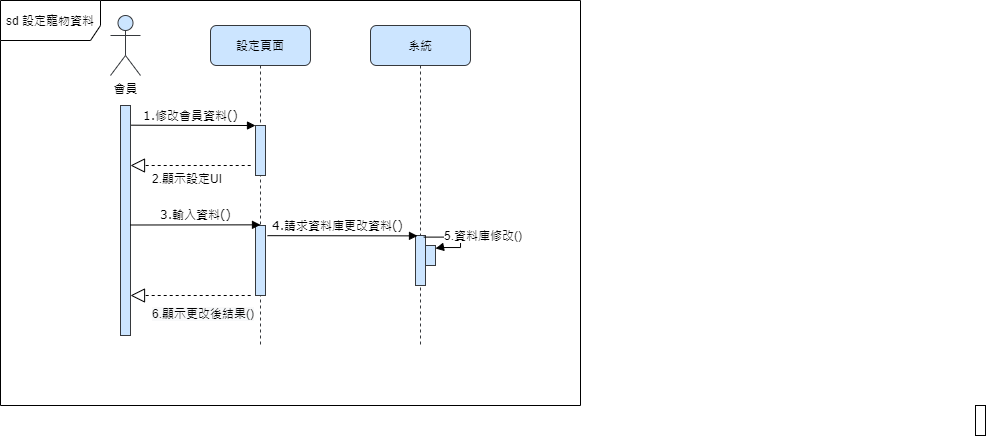 sd 設定寵物資料
設定頁面
系統
會員
1.修改會員資料()
2.顯示設定UI
3.輸入資料()
4.請求資料庫更改資料()
5.資料庫修改()
6.顯示更改後結果()